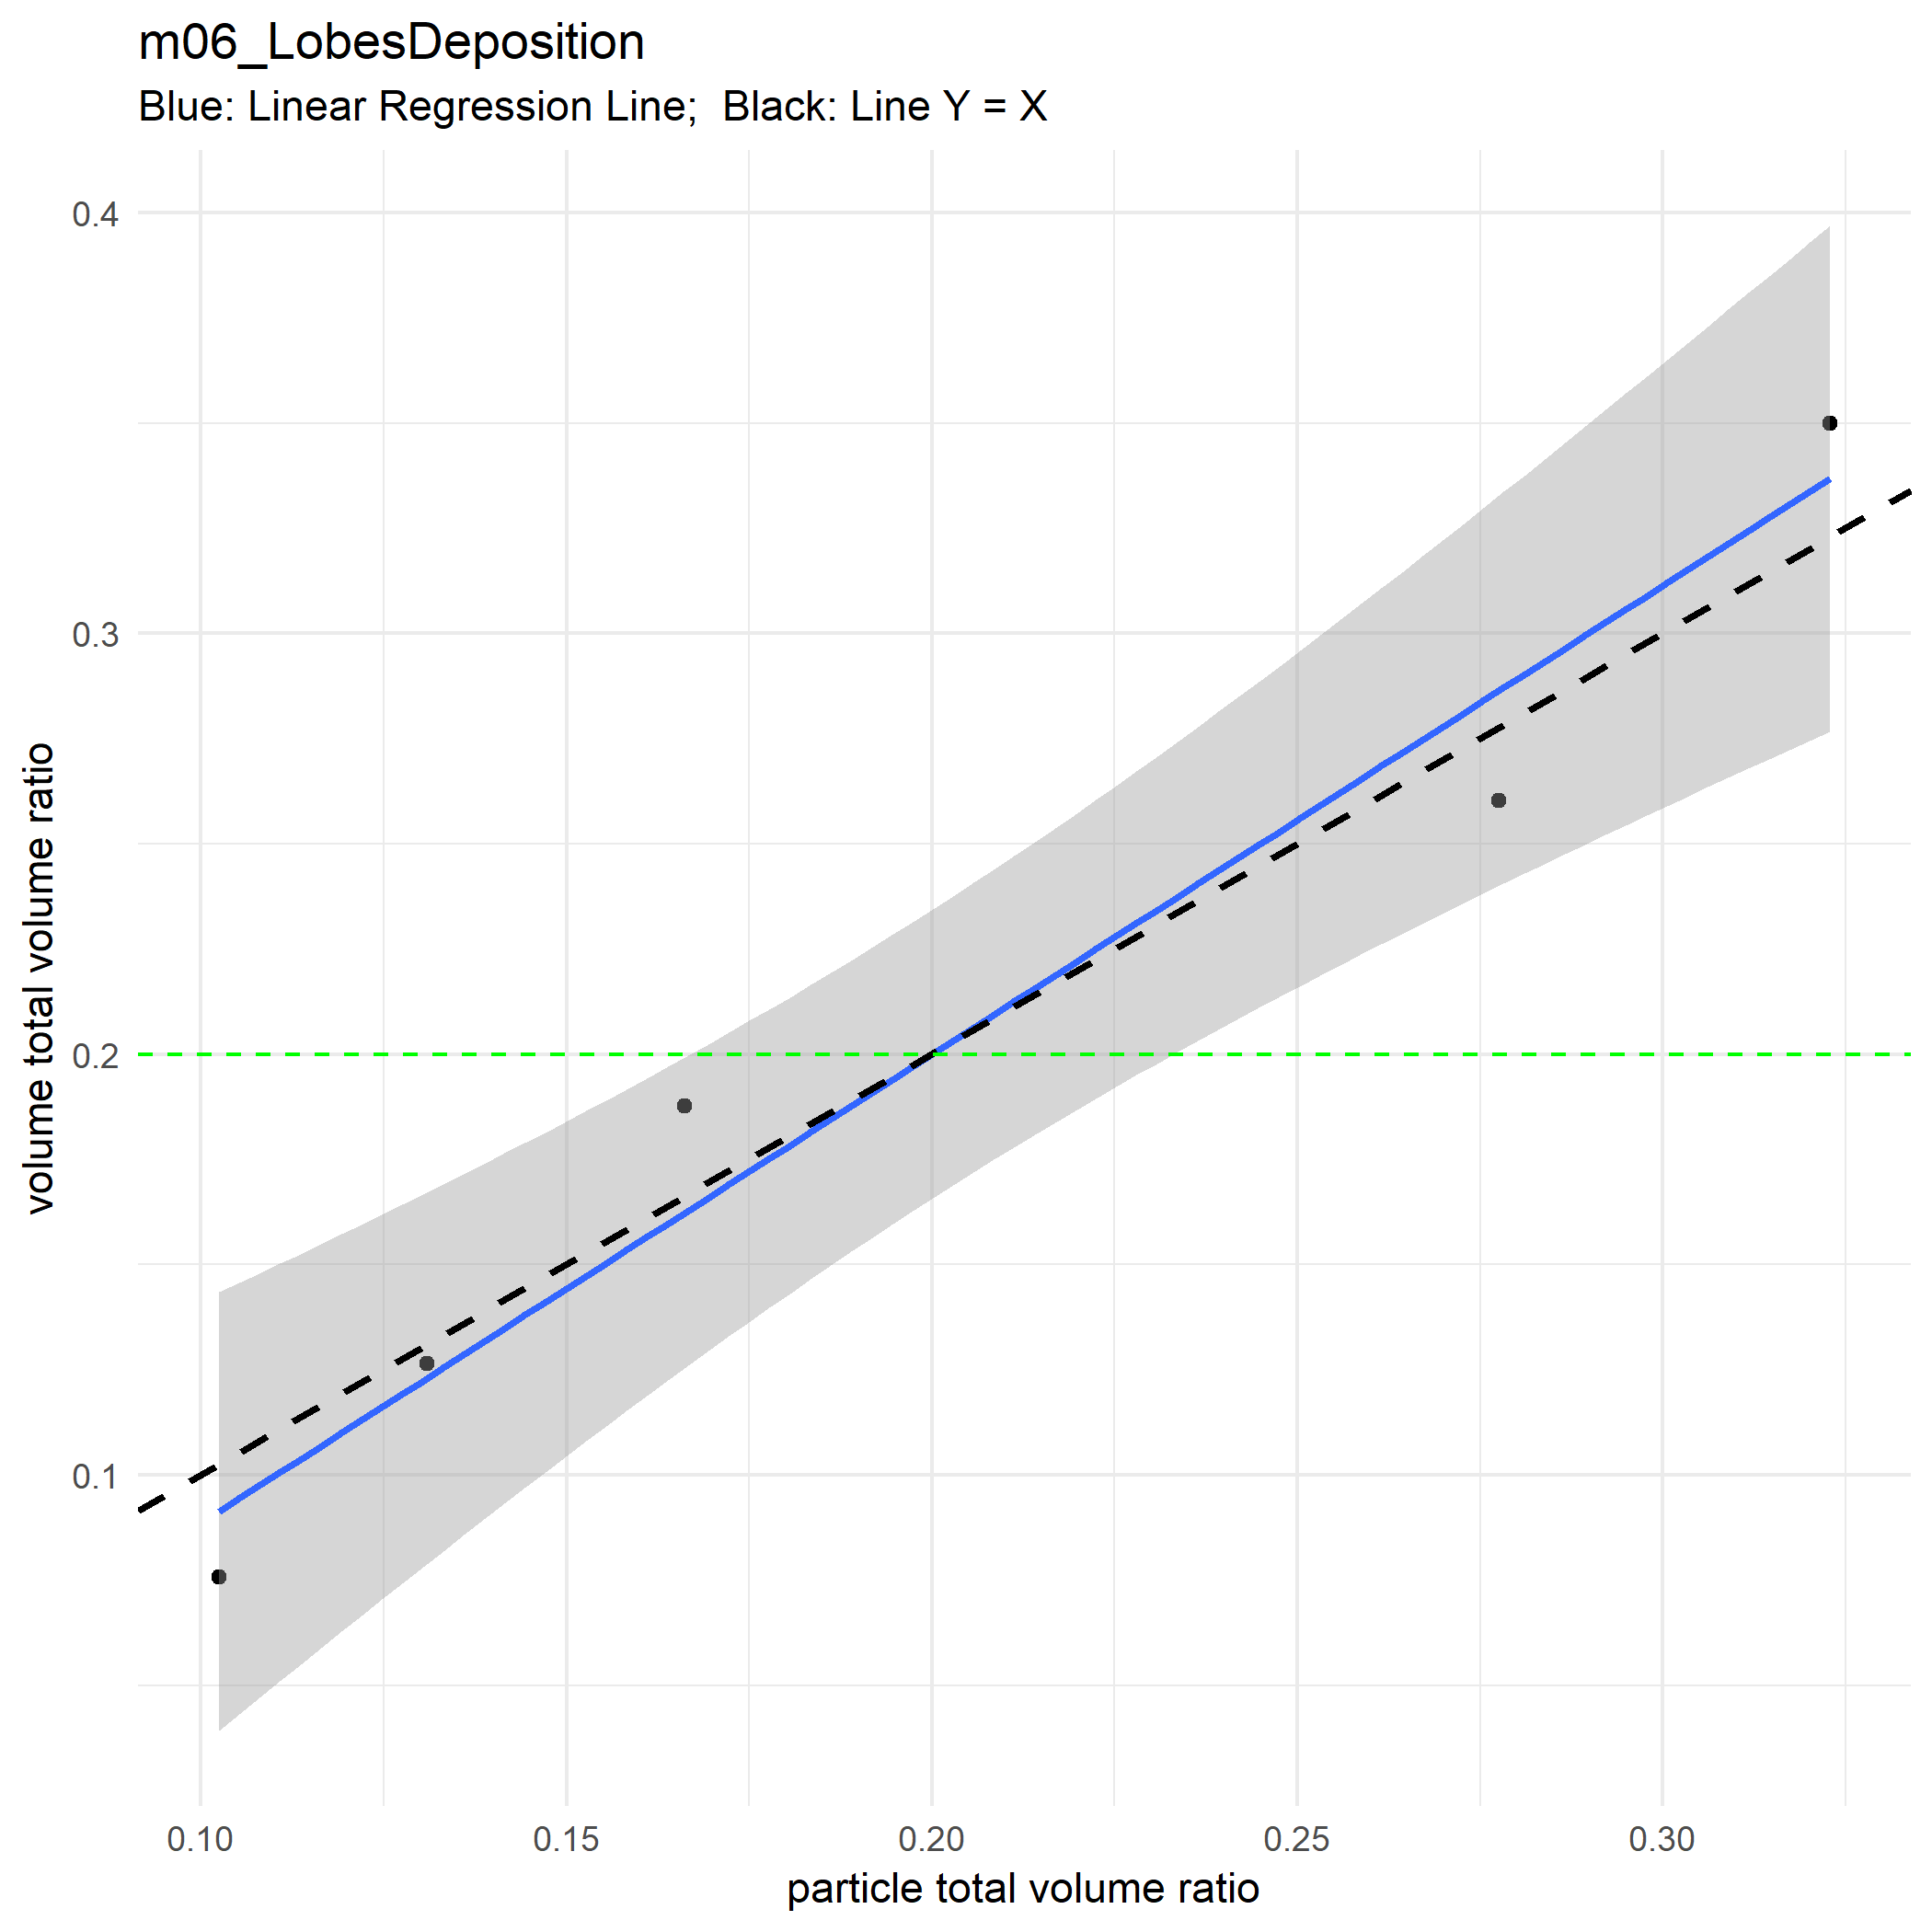 m06_LobesDeposition
Blue: Linear Regression Line;  Black: Line Y = X
0.4
0.3
0.2
0.1
volume total volume ratio
0.10 0.15 0.20 0.25 0.30
particle total volume ratio